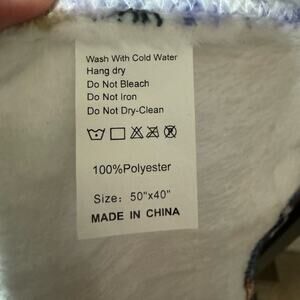 Wash With Cold Water
Hang dry
Do Not Bleach
Do Not Iron
Do Not Dry-Clean
100%Polyester
Size: 50"x40"
MADE IN CHINA